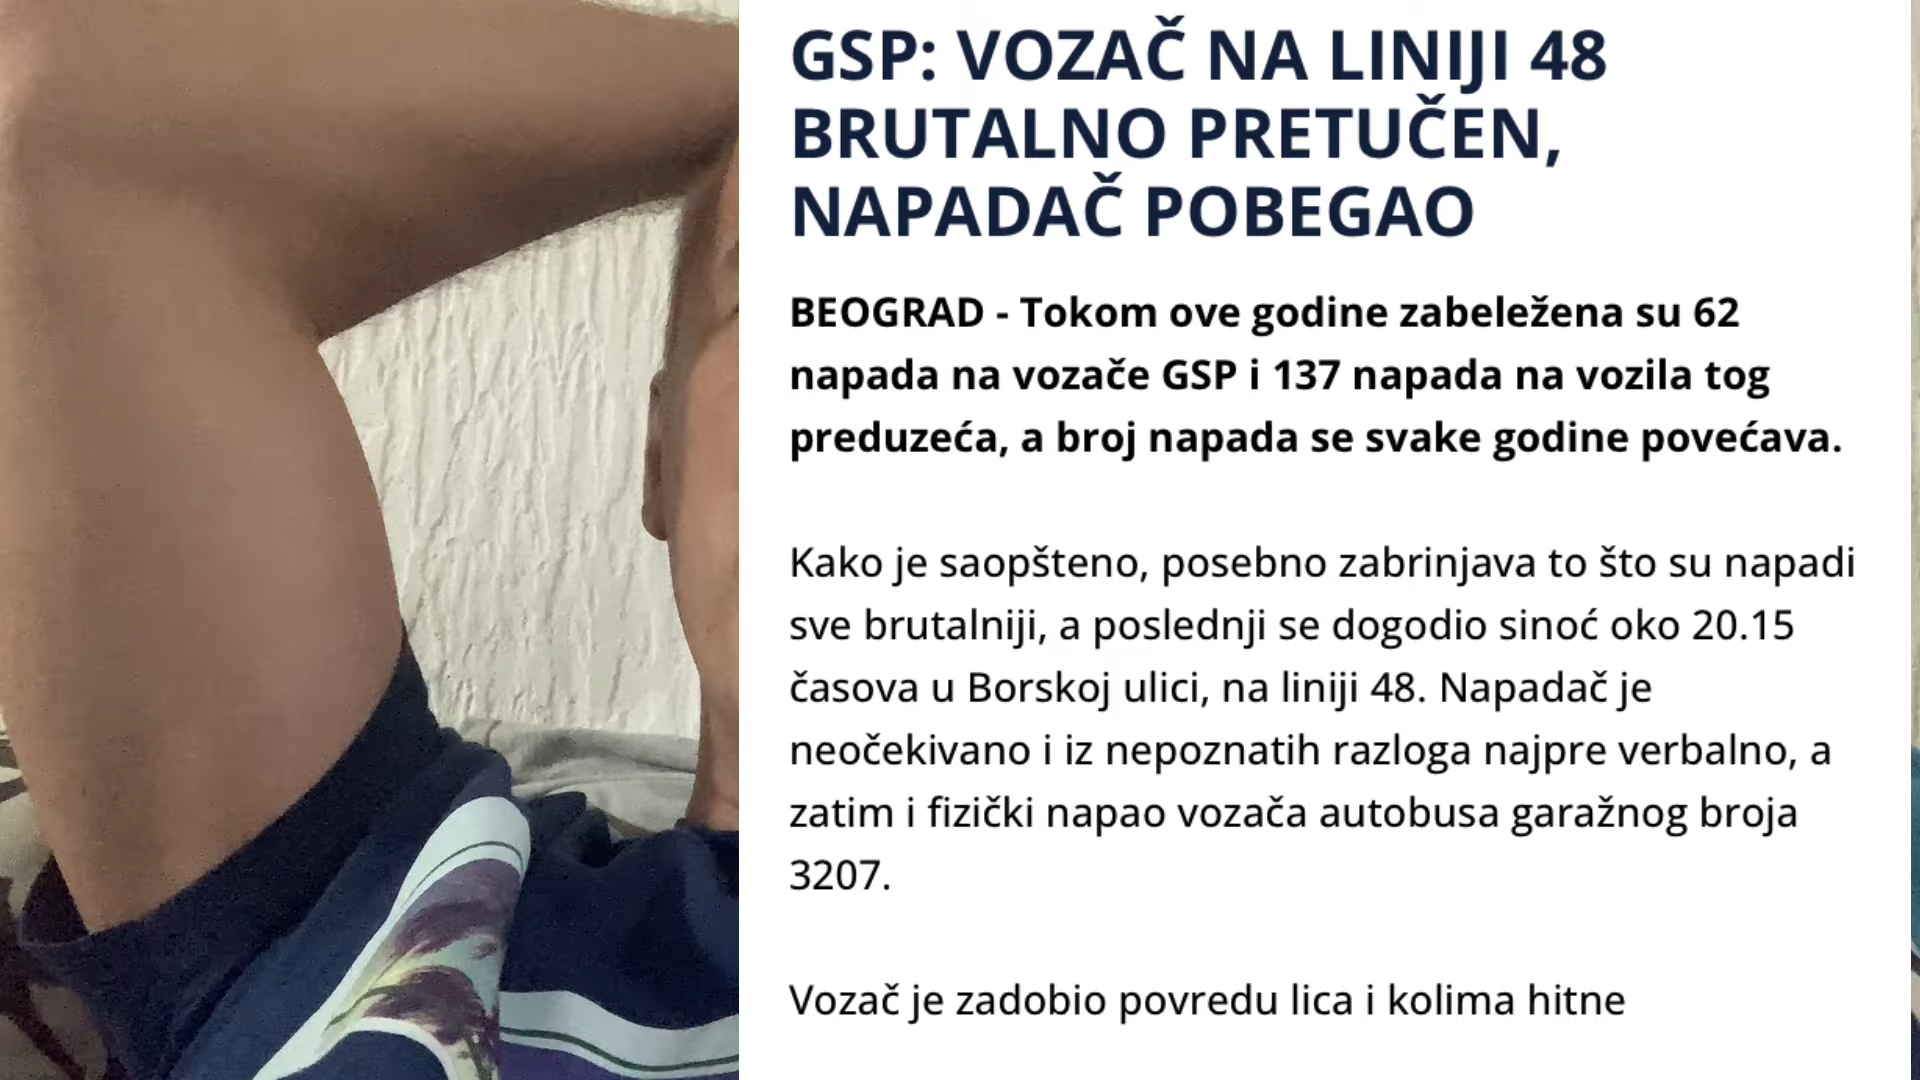 GSP: VOZAČ NA LINIJI 48
BRUTALNO PRETUČEN,
NAPADAČ POBEGAO
BEOGRAD - Tokom ove godine zabeležena su 62
napada na vozače GSP i 137 napada na vozila tog
preduzeća, a broj napada se svake godine povećava.
Kako je saopšteno, posebno zabrinjava to što su napadi
sve brutalniji, a poslednji se dogodio sinoć oko 20.15
časova u Borskoj ulici, na liniji 48. Napadač je
neočekivano i iz nepoznatih razloga najpre verbalno, a
zatim i fizički napao vozača autobusa garažnog broja
3207.
Vozač je zadobio povredu lica i kolima hitne